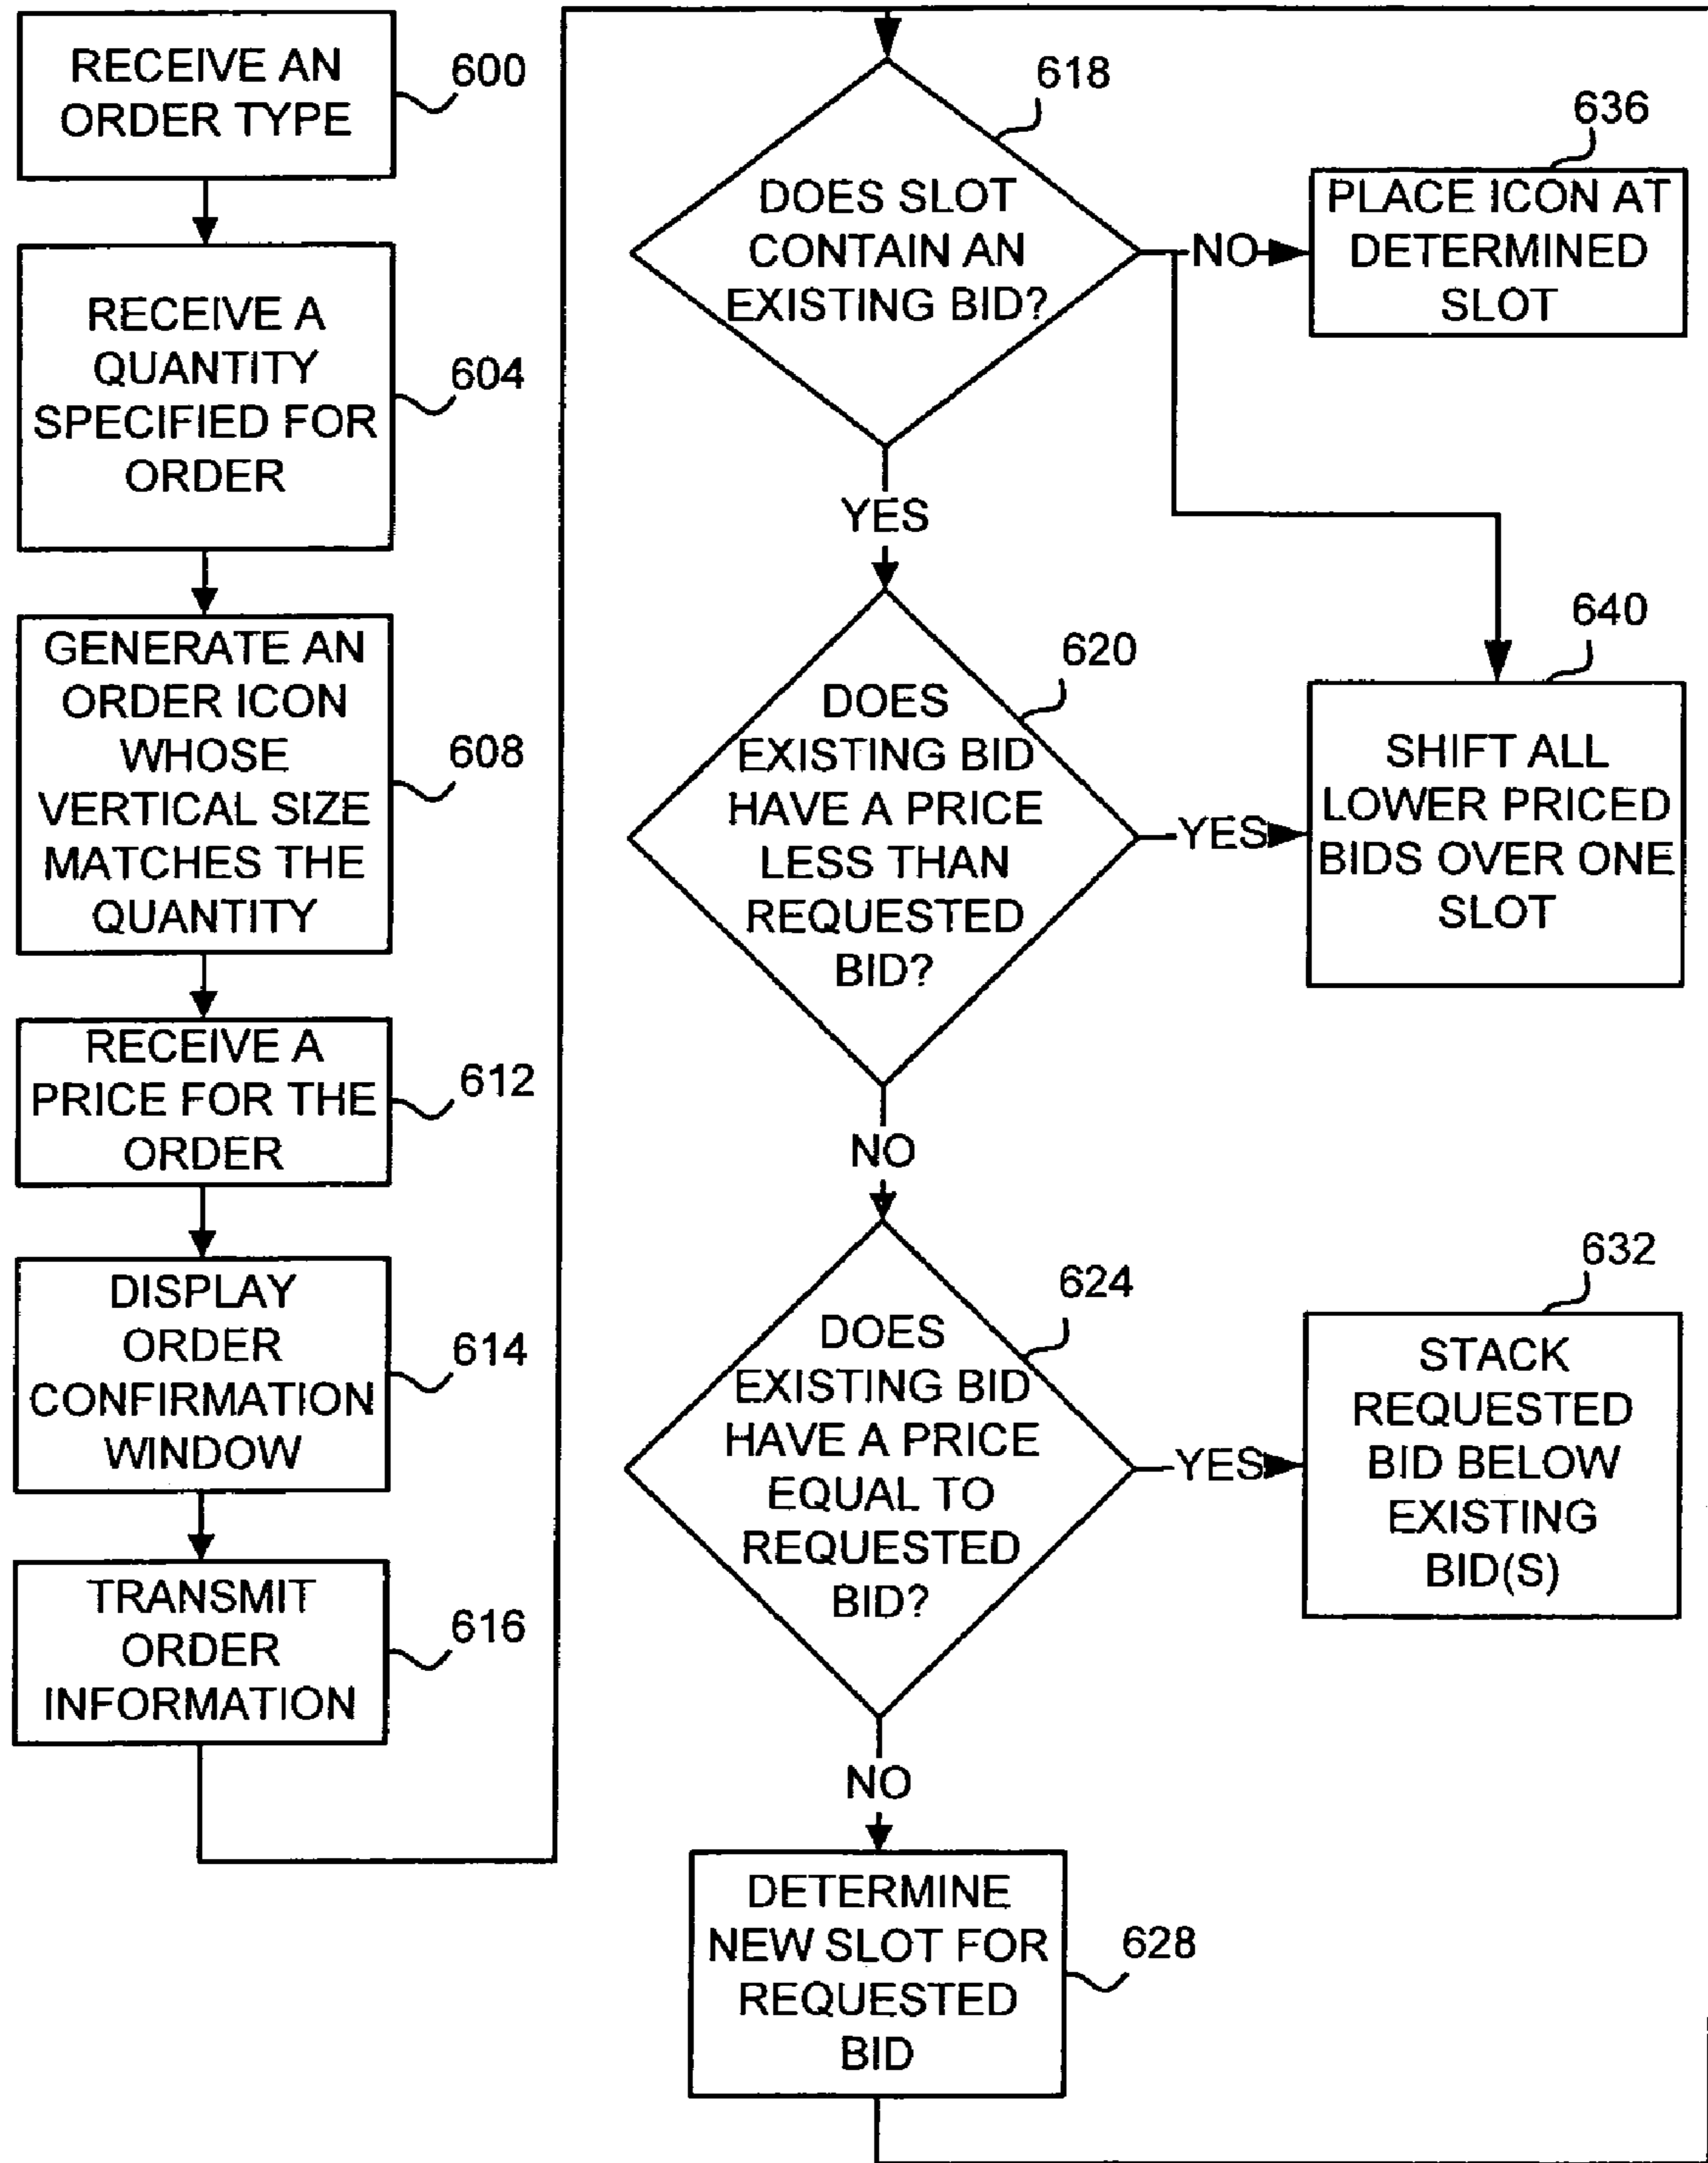 RECEIVE AN
ORDER TYPE
600
RECEIVE A
QUANTITY
SPECIFIED FOR
ORDER
604
GENERATE AN
ORDER ICON
WHOSE
VERTICAL SIZE
MATCHES THE
QUANTITY
608
RECEIVE A
PRICE FOR THE
ORDER
612
DISPLAY
ORDER
CONFIRMATION
WINDOW
614
TRANSMIT
ORDER
INFORMATION
616
618
DOES SLOT
CONTAIN AN
EXISTING BID?
NO
636
PLACE ICON AT
DETERMINED
SLOT
YES
620
DOES
EXISTING BID
HAVE A PRICE
LESS THAN
REQUESTED
BID?
YES
640
SHIFT ALL
LOWER PRICED
BIDS OVER ONE
SLOT
NO
624
DOES
EXISTING BID
HAVE A PRICE
EQUAL TO
REQUESTED
BID?
YES
632
STACK
REQUESTED
BID BELOW
EXISTING
BID(S)
NO
DETERMINE
NEW SLOT FOR
REQUESTED
BID
628